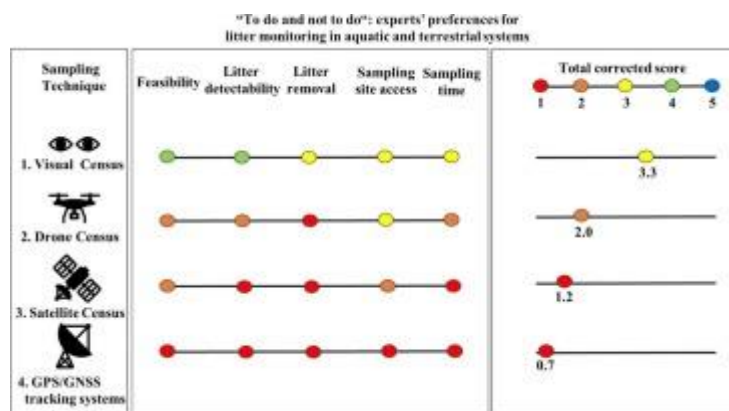 "To do and not to do": experts' preferences for
litter monitoring in aquatic and terrestrial systems
Sampling
Technique
Feasibility
Litter
detectability
Litter
removal
Sampling
site access
Sampling
time
Total corrected score
1 2 3 4 5
1. Visual Census
3.3
2. Drone Census
2.0
3. Satellite Census
1.2
4. GPS/GNSS
tracking systems
0.7